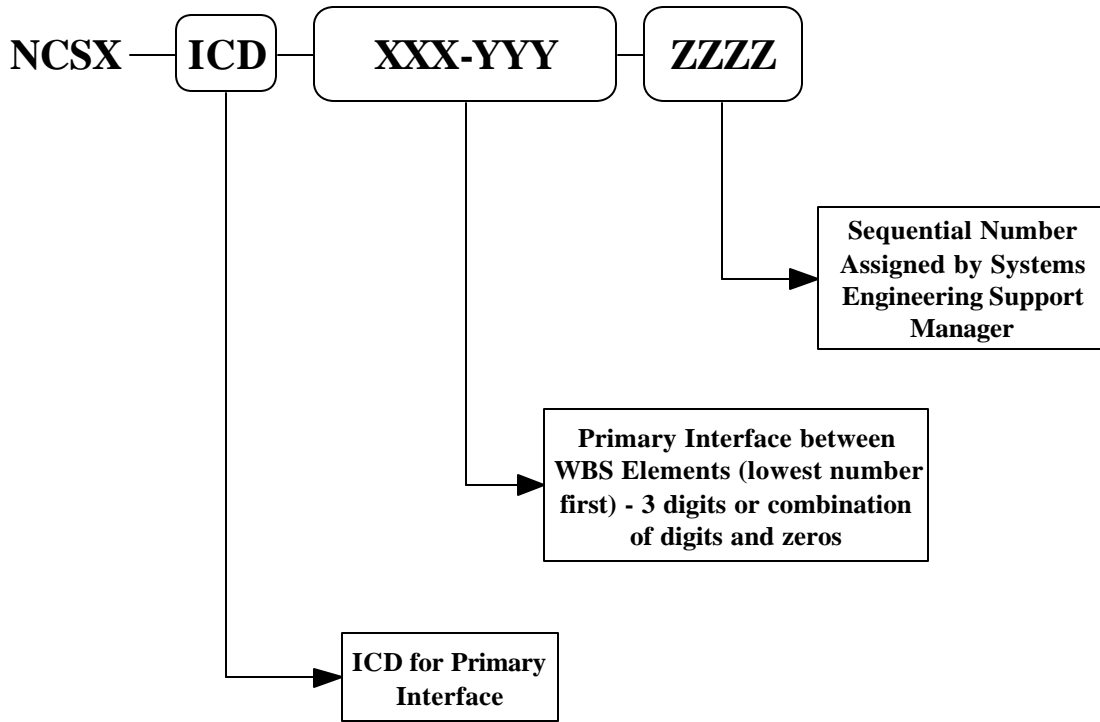 NCSX ICD XXX-YYY ZZZZ
Sequential Number
Assigned by Systems
Engineering Support
Manager
Primary Interface between
WBS Elements (lowest number
first) - 3 digits or combination
of digits and zeros
ICD for Primary
Interface